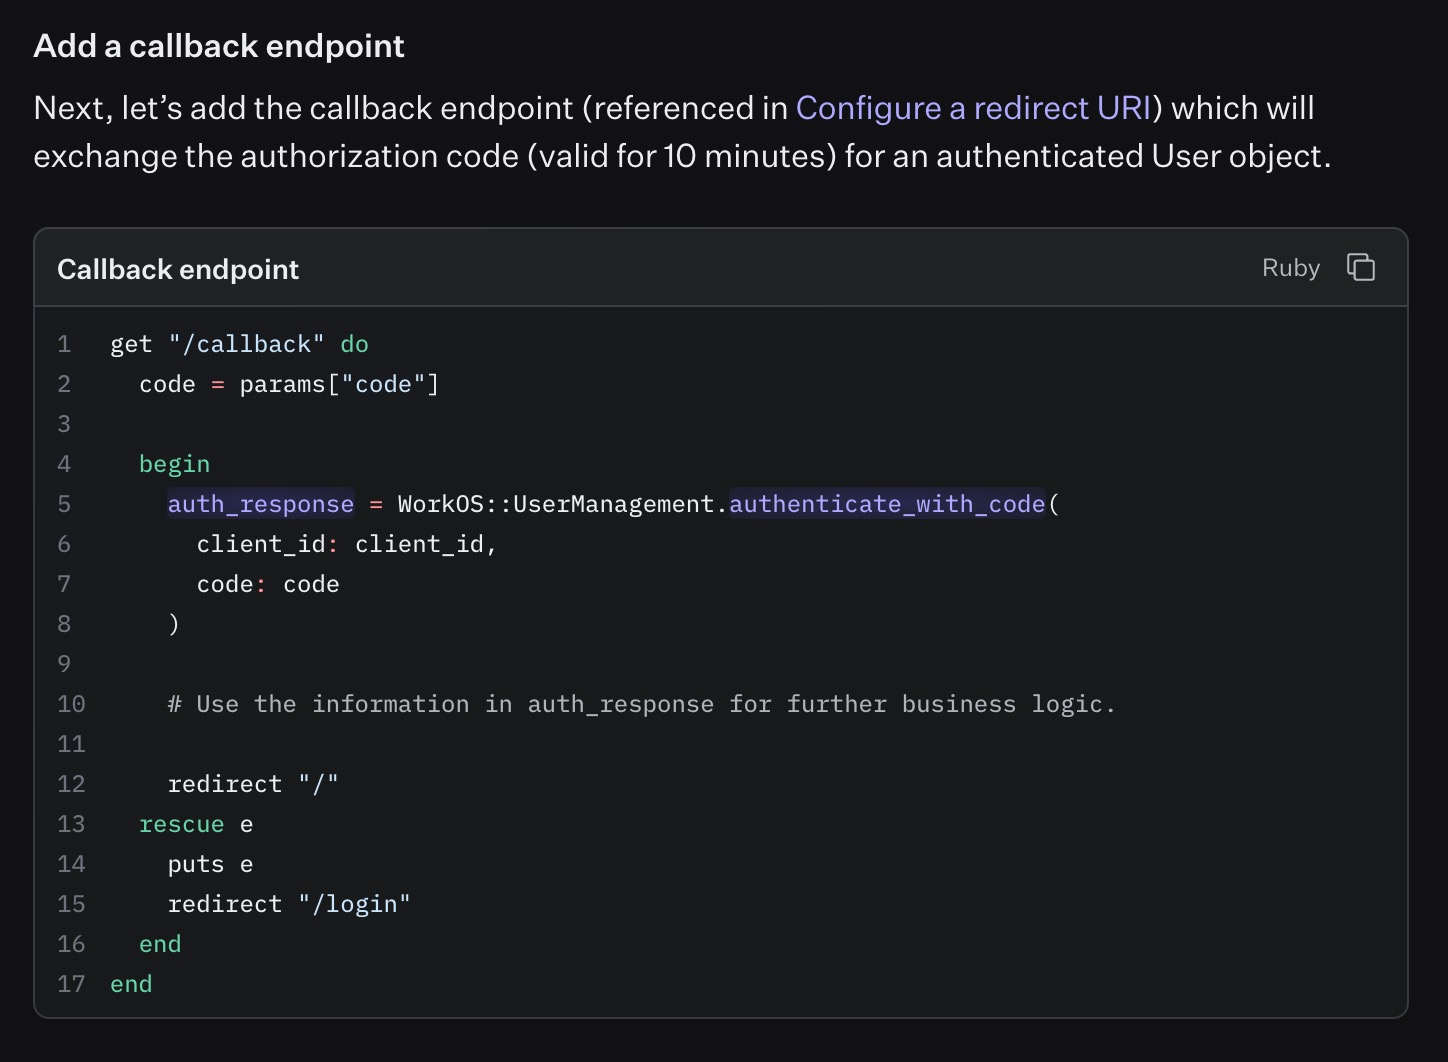 Add a callback endpoint
Next, let’s add the callback endpoint (referenced in Configure a redirect URI) which will
exchange the authorization code (valid for 10 minutes) for an authenticated User object.
Callback endpoint
Ruby
1 get "/callback" do
2   code = params["code"]
3
4   begin
5     auth_response = WorkOS::UserManagement.authenticate_with_code(
6       client_id: client_id,
7       code: code
8     )
9
10     # Use the information in auth_response for further business logic.
11
12     redirect "/"
13   rescue e
14     puts e
15     redirect "/login"
16   end
17 end